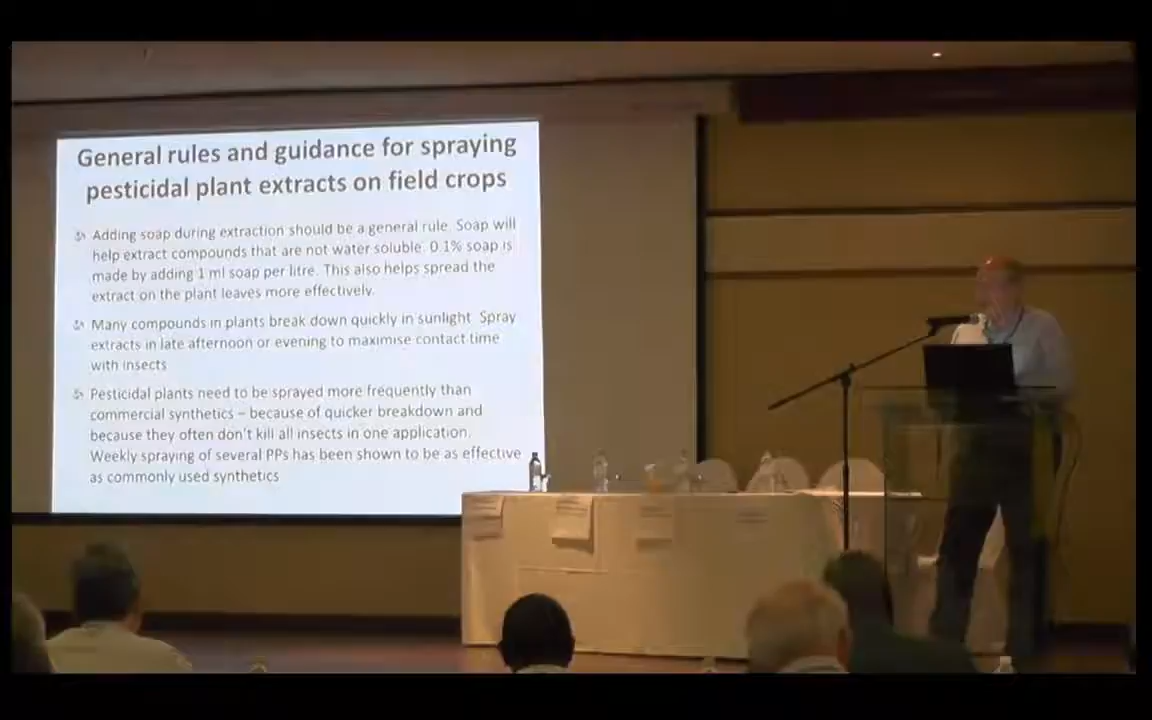 General rules and guidance for spraying
pesticidal plant extracts on field crops
Adding soap during extraction should be a general rule. Soap will
help extract compounds that are not water soluble. 0.1% soap is
made by adding 1 ml soap per litre. This also helps spread the
extract on the plant leaves more effectively.
Many compounds in plants break down quickly in sunlight. Spray
extracts in late afternoon or evening to maximise contact time
with insects
Pesticidal plants need to be sprayed more frequently than
commercial synthetics – because of quicker breakdown and
because they often don't kill all insects in one application.
Weekly spraying of several PPs has been shown to be as effective
as commonly used synthetics